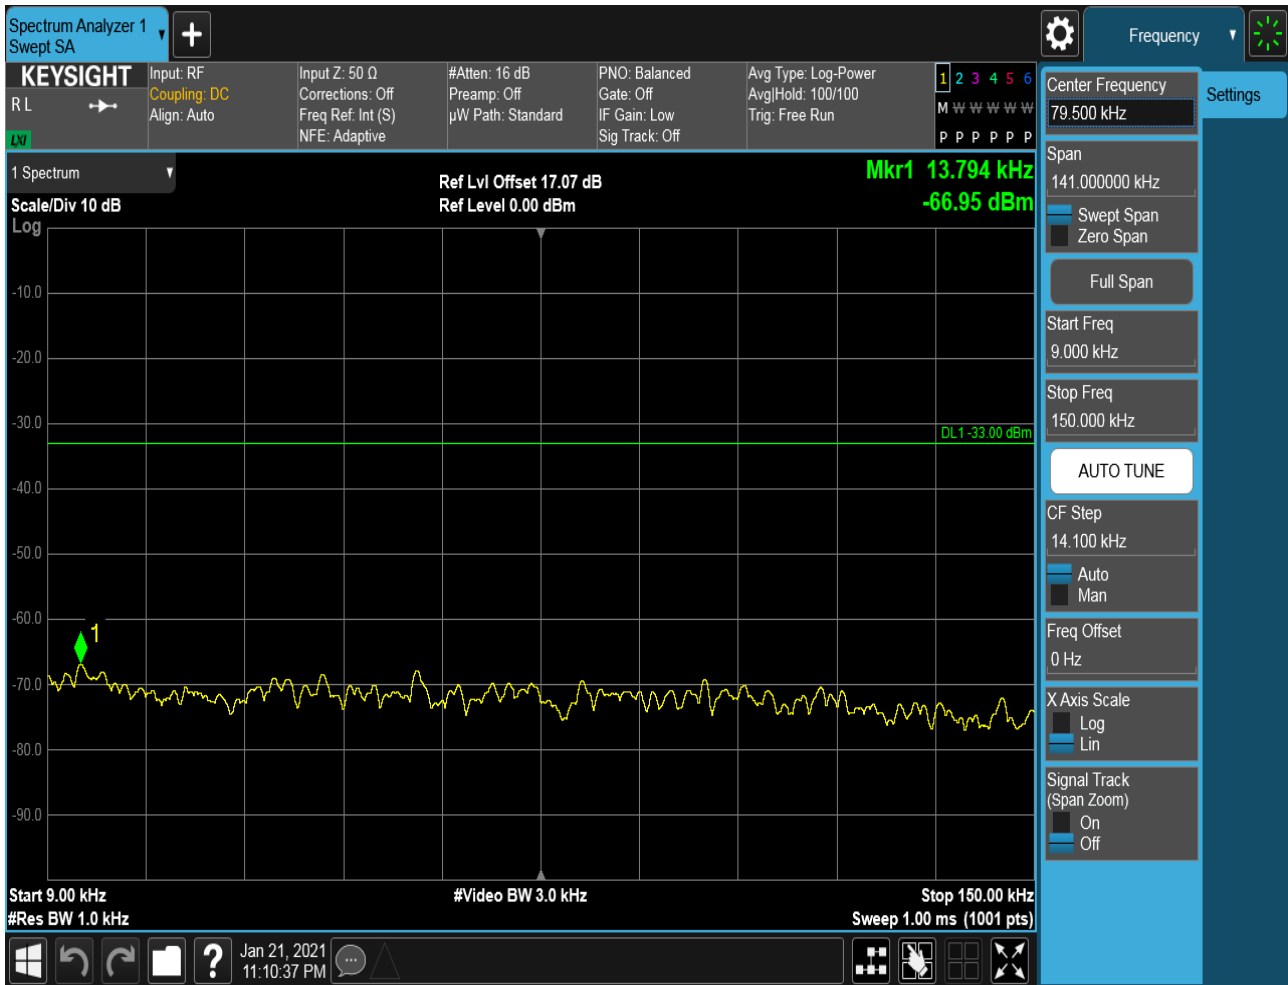 Spectrum Analyzer 1
Swept SA
Frequency
KEYSIGHT
R L
LXI
Input: RF
Coupling: DC
Align: Auto
Input Z: 50 Ω
Corrections: Off
Freq Ref: Int (S)
NFE: Adaptive
#Atten: 16 dB
Preamp: Off
µW Path: Standard
PNO: Balanced
Gate: Off
IF Gain: Low
Sig Track: Off
Avg Type: Log-Power
Avg|Hold: 100/100
Trig: Free Run
1 2 3 4 5 6
M W W W W W
P P P P P P
1 Spectrum
Scale/Div 10 dB
Log
Ref Lvl Offset 17.07 dB
Ref Level 0.00 dBm
Mkr1 13.794 kHz
-66.95 dBm
-10.0
-20.0
-30.0
DL1 -33.00 dBm
-40.0
-50.0
-60.0
1
-70.0
-80.0
-90.0
Start 9.00 kHz
#Video BW 3.0 kHz
Stop 150.00 kHz
#Res BW 1.0 kHz
Sweep 1.00 ms (1001 pts)
Center Frequency
79.500 kHz
Settings
Span
141.000000 kHz
Swept Span
Zero Span
Full Span
Start Freq
9.000 kHz
Stop Freq
150.000 kHz
AUTO TUNE
CF Step
14.100 kHz
Auto
Man
Freq Offset
0 Hz
X Axis Scale
Log
Lin
Signal Track
(Span Zoom)
On
Off
?
Jan 21, 2021
11:10:37 PM